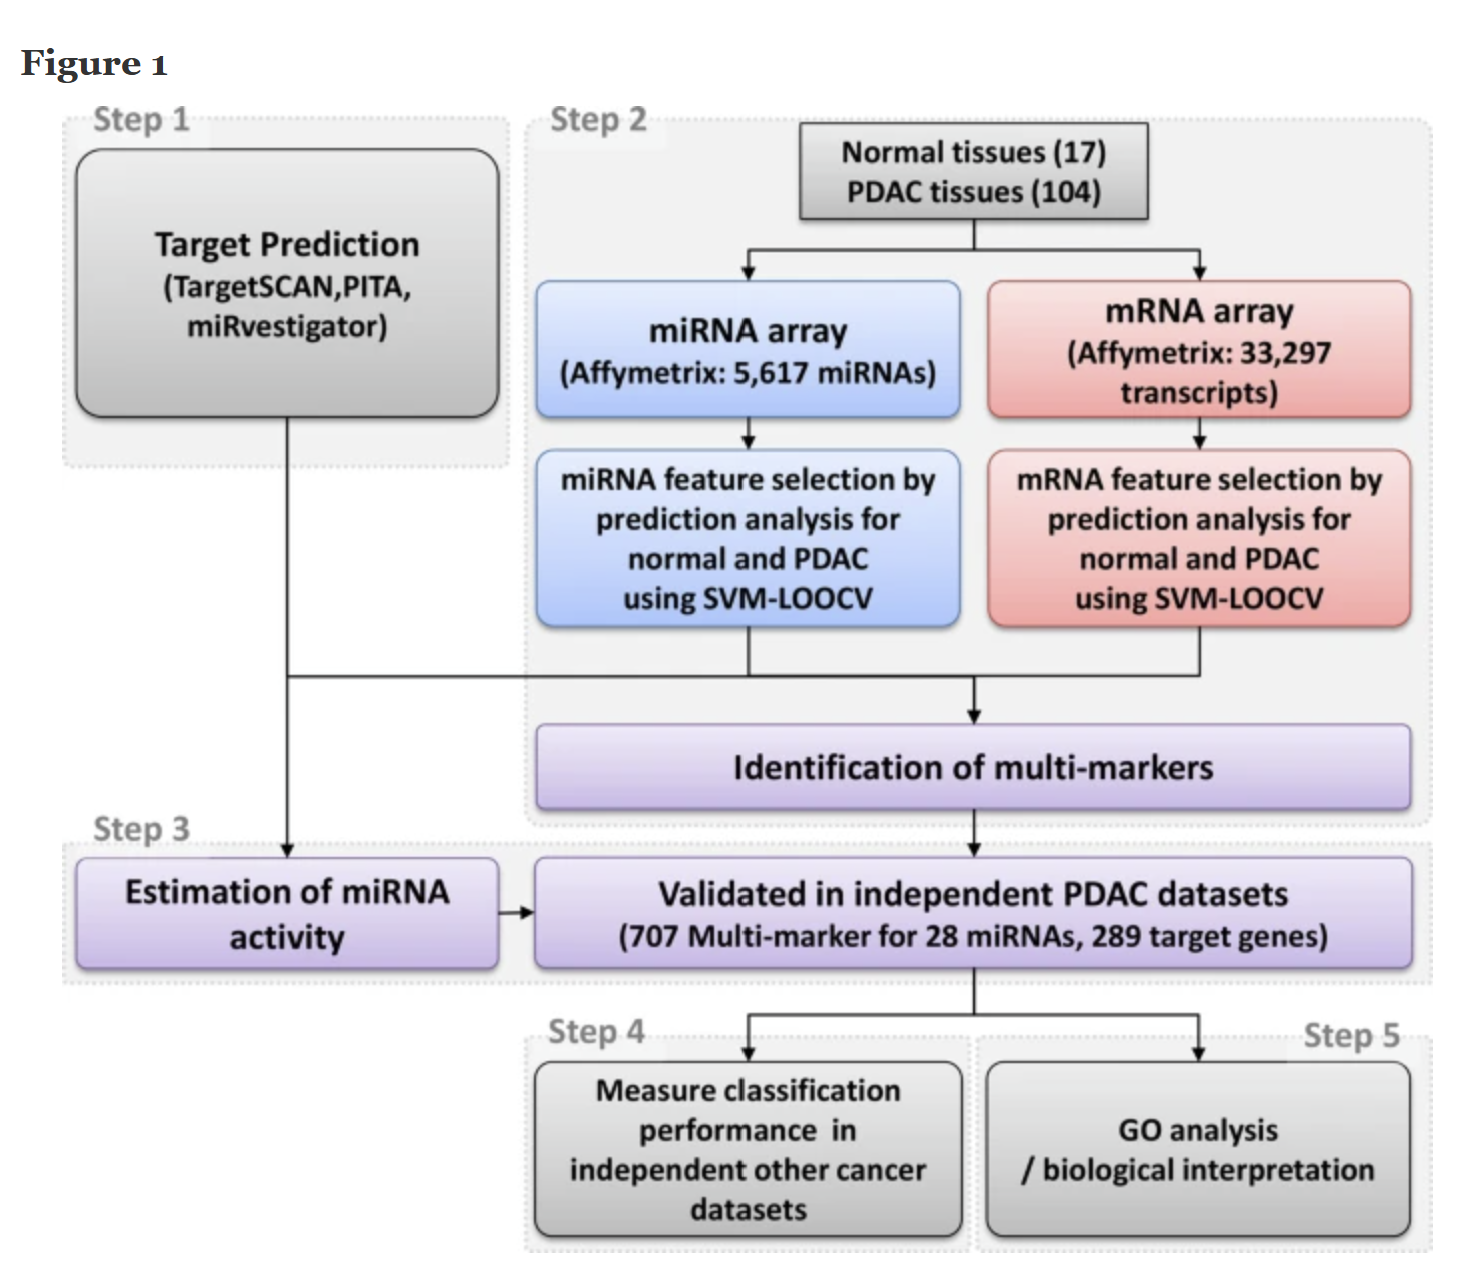 Figure 1
Step 1
Target Prediction
(TargetSCAN,PITA,
miRvestigator)
Step 2
Normal tissues (17)
PDAC tissues (104)
miRNA array
(Affymetrix: 5,617 miRNAs)
mRNA array
(Affymetrix: 33,297
transcripts)
miRNA feature selection by
prediction analysis for
normal and PDAC
using SVM-LOOCV
mRNA feature selection by
prediction analysis for
normal and PDAC
using SVM-LOOCV
Identification of multi-markers
Step 3
Estimation of miRNA
activity
Validated in independent PDAC datasets
(707 Multi-marker for 28 miRNAs, 289 target genes)
Step 4
Measure classification
performance in
independent other cancer
datasets
Step 5
GO analysis
/ biological interpretation